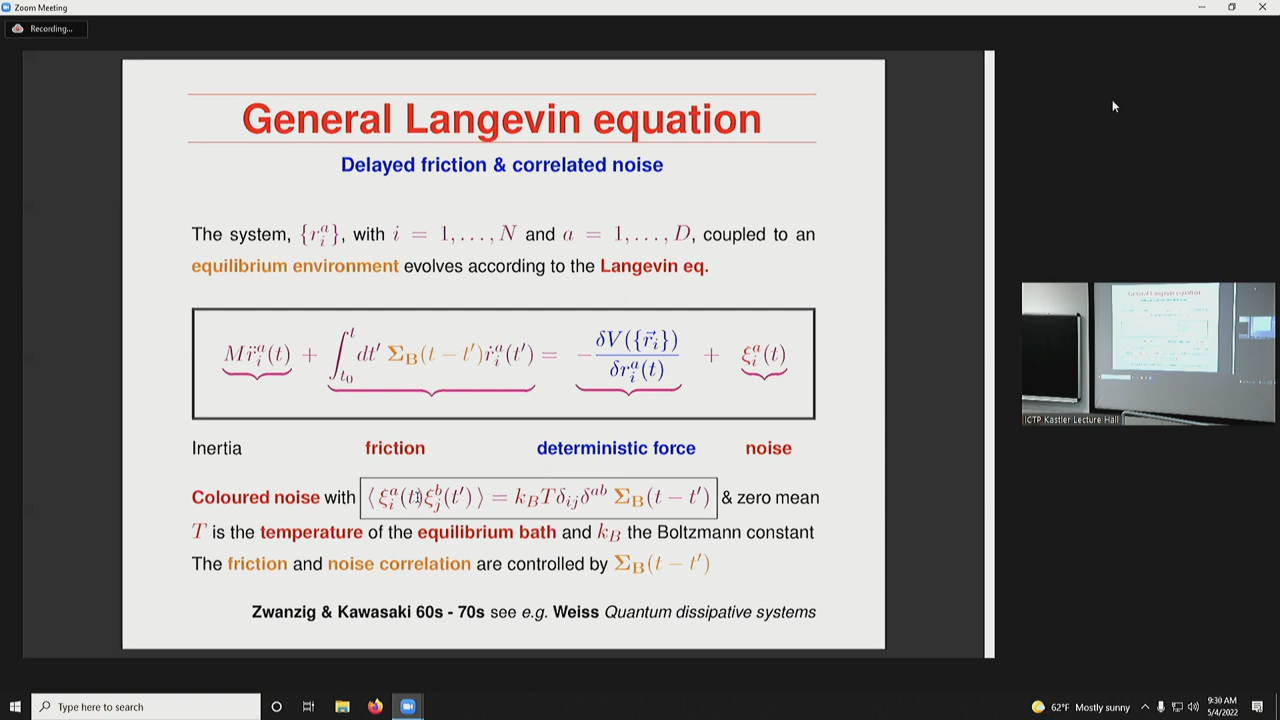 Zoom Meeting
Recording...
General Langevin equation
Delayed friction & correlated noise
The system, {r_i^a}, with i = 1, . . . , N and a = 1, . . . , D, coupled to an
equilibrium environment evolves according to the Langevin eq.
M r̈_i^a(t) + ∫_{t_0}^{t} dt′ Σ_B(t − t′) ṙ_i^a(t′) = − δV({r⃗_i}) / δr_i^a(t) + ξ_i^a(t)
Inertia friction deterministic force noise
Coloured noise with ⟨ ξ_i^a(t) ξ_j^b(t′) ⟩ = k_B T δ_ij δ^ab Σ_B(t − t′) & zero mean
T is the temperature of the equilibrium bath and k_B the Boltzmann constant
The friction and noise correlation are controlled by Σ_B(t − t′)
Zwanzig & Kawasaki 60s - 70s see e.g. Weiss Quantum dissipative systems
General Langevin equation
ICTP Kastler Lecture Hall
Type here to search
62°F Mostly sunny
9:30 AM
5/4/2022